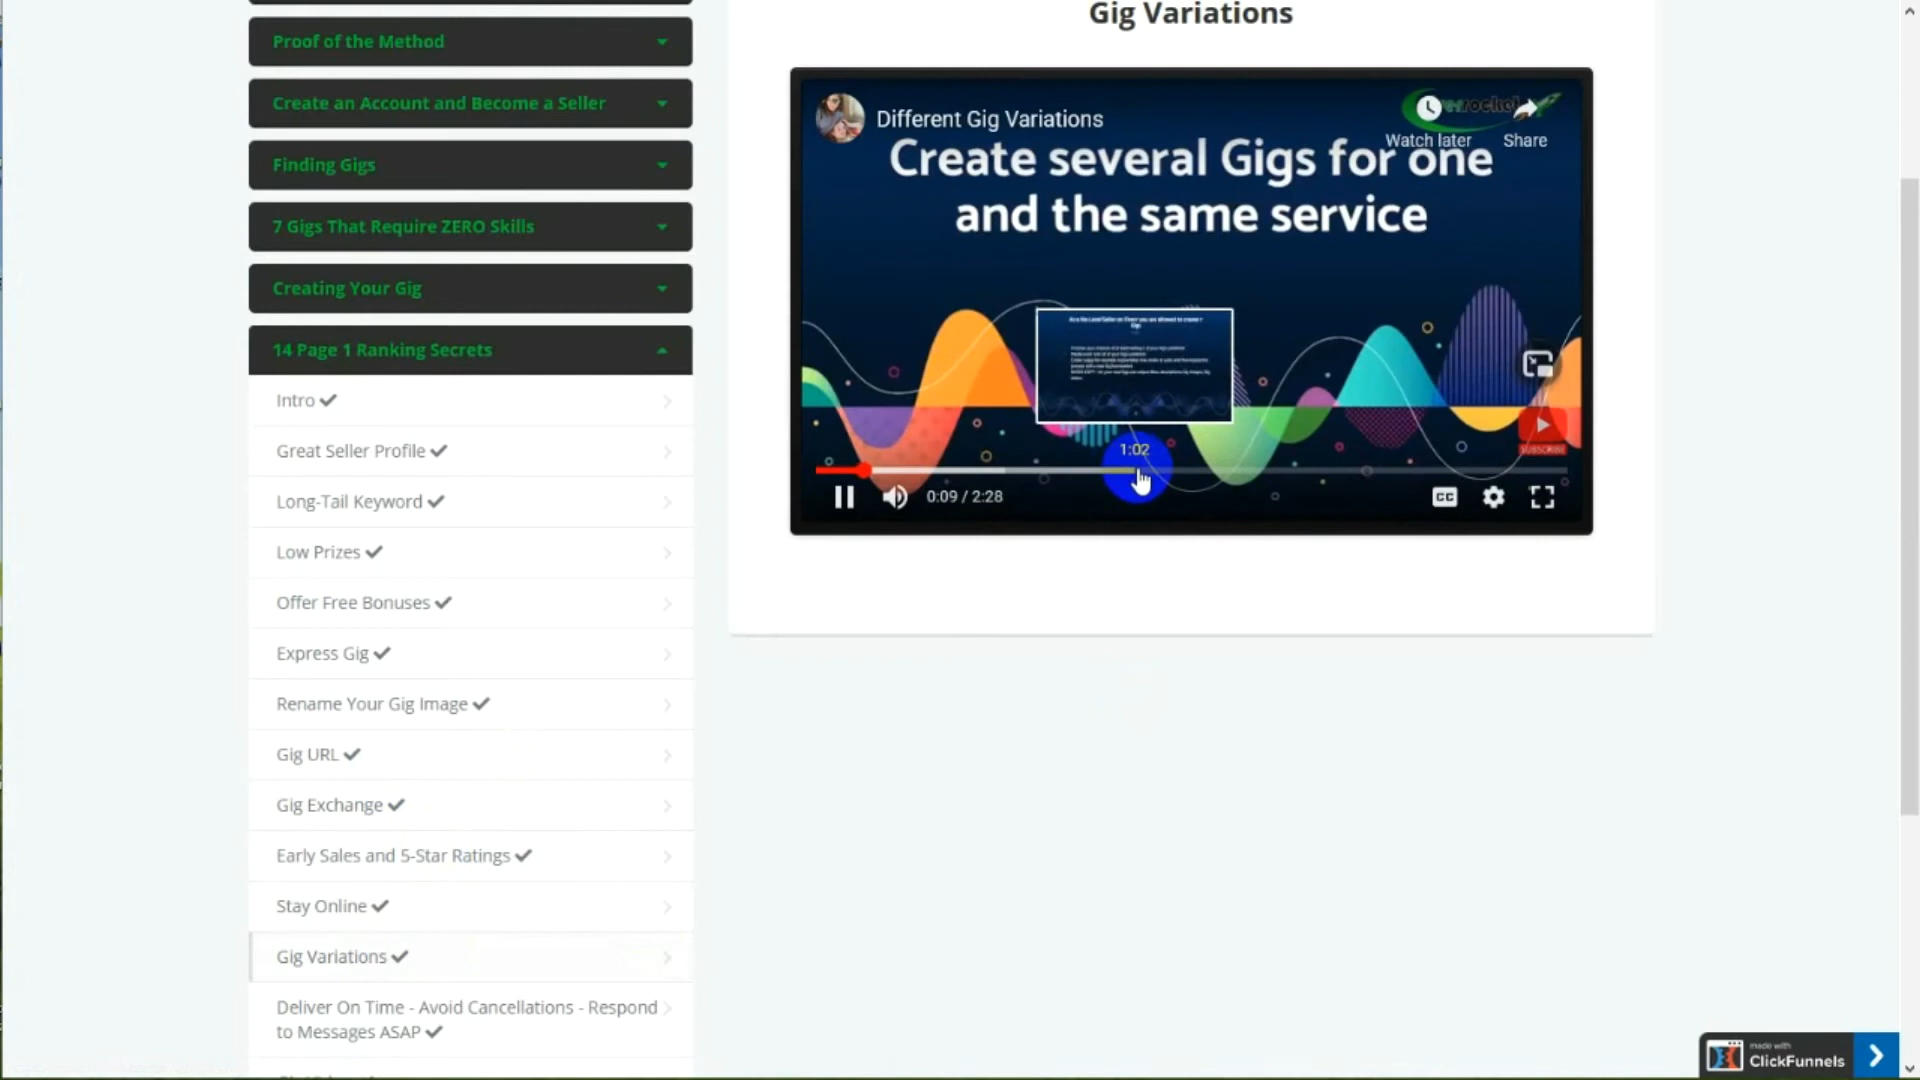 Proof of the Method
Create an Account and Become a Seller
Finding Gigs
7 Gigs That Require ZERO Skills
Creating Your Gig
14 Page 1 Ranking Secrets
Intro
Great Seller Profile
Long-Tail Keyword
Low Prizes
Offer Free Bonuses
Express Gig
Rename Your Gig Image
Gig URL
Gig Exchange
Early Sales and 5-Star Ratings
Stay Online
Gig Variations
Deliver On Time - Avoid Cancellations - Respond
to Messages ASAP
Gig Variations
Different Gig Variations
Watch later
Share
Create several Gigs for one
and the same service
1:02
SUBSCRIBE
0:09 / 2:28
CC
made with
ClickFunnels